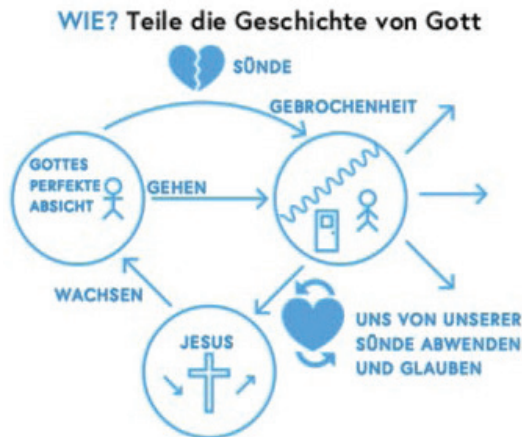 WIE? Teile die Geschichte von Gott
SÜNDE
GEBROCHENHEIT
GOTTES
PERFEKTE
ABSICHT
GEHEN
WACHSEN
JESUS
UNS VON UNSERER
SÜNDE ABWENDEN
UND GLAUBEN